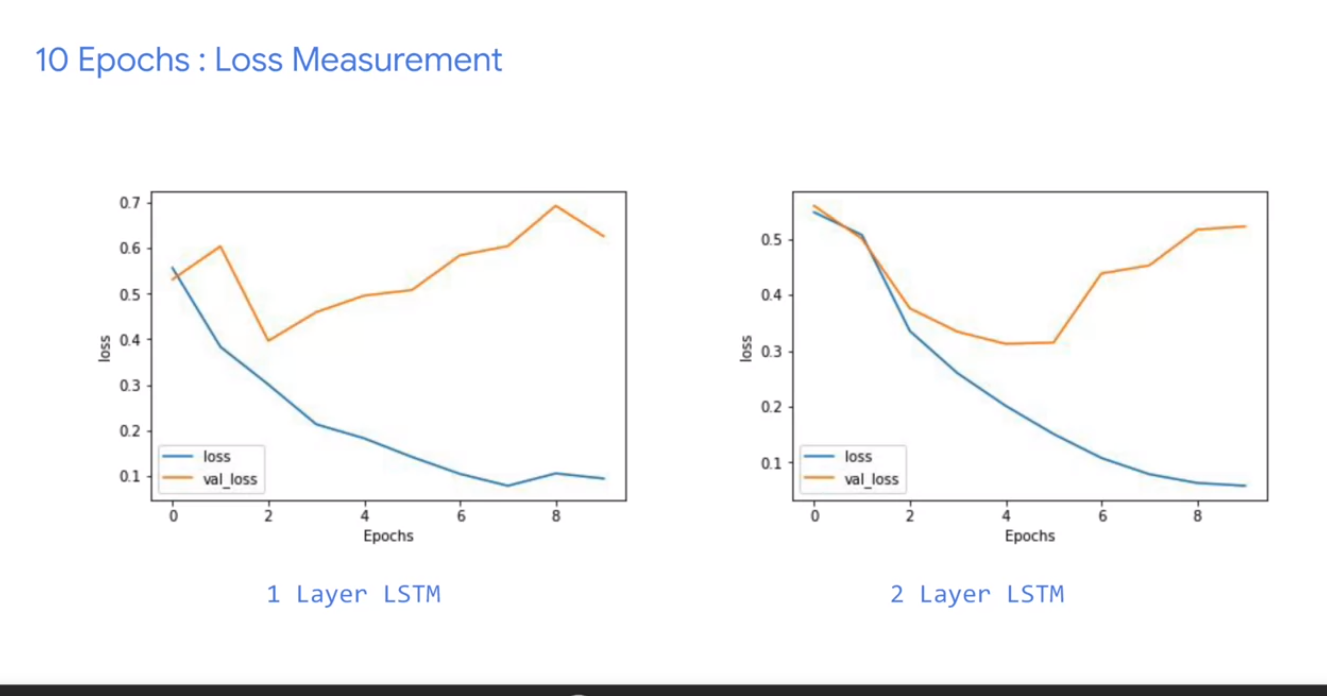 10 Epochs : Loss Measurement
0.7
0.6
0.5
0.4
0.3
0.2
0.1
loss
loss
val_loss
0 2 4 6 8
Epochs
1 Layer LSTM
0.5
0.4
0.3
0.2
0.1
loss
loss
val_loss
0 2 4 6 8
Epochs
2 Layer LSTM